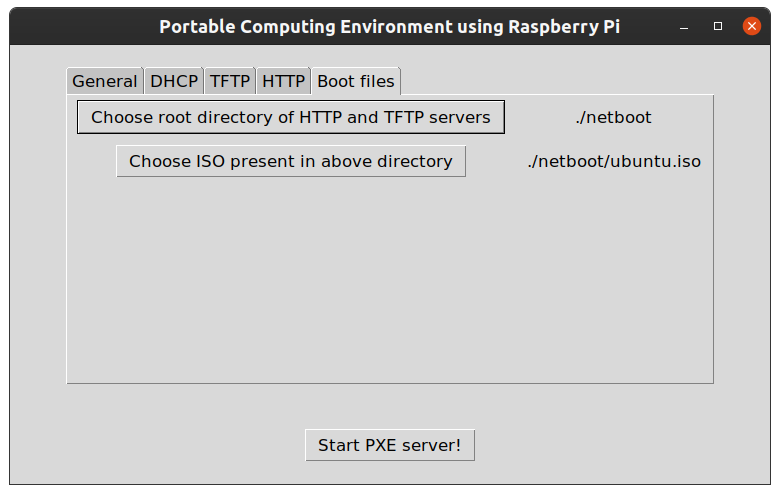 Portable Computing Environment using Raspberry Pi
General DHCP TFTP HTTP Boot files
Choose root directory of HTTP and TFTP servers ./netboot
Choose ISO present in above directory ./netboot/ubuntu.iso
Start PXE server!